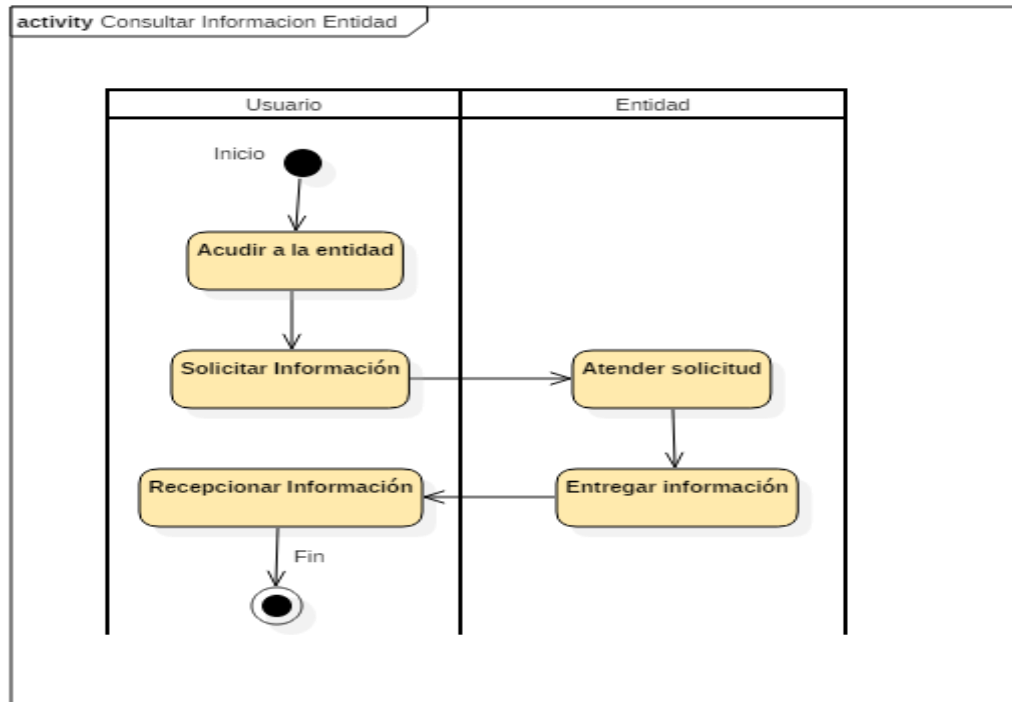 activity Consultar Informacion Entidad
Usuario
Entidad
Inicio
Acudir a la entidad
Solicitar Información
Atender solicitud
Recepcionar Información
Entregar información
Fin